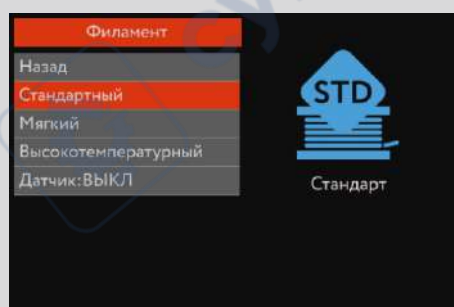 Филамент
Назад
Стандартный
Мягкий
Высокотемпературный
Датчик:ВЫКЛ
STD
Стандарт